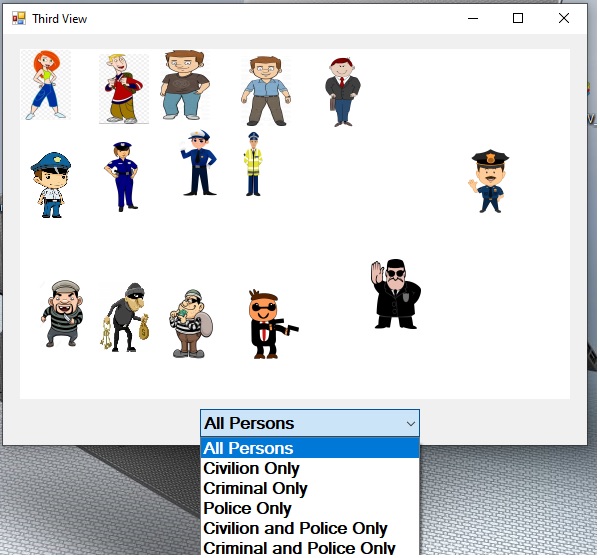 Third View
All Persons
All Persons
Civilion Only
Criminal Only
Police Only
Civilion and Police Only
Criminal and Police Only